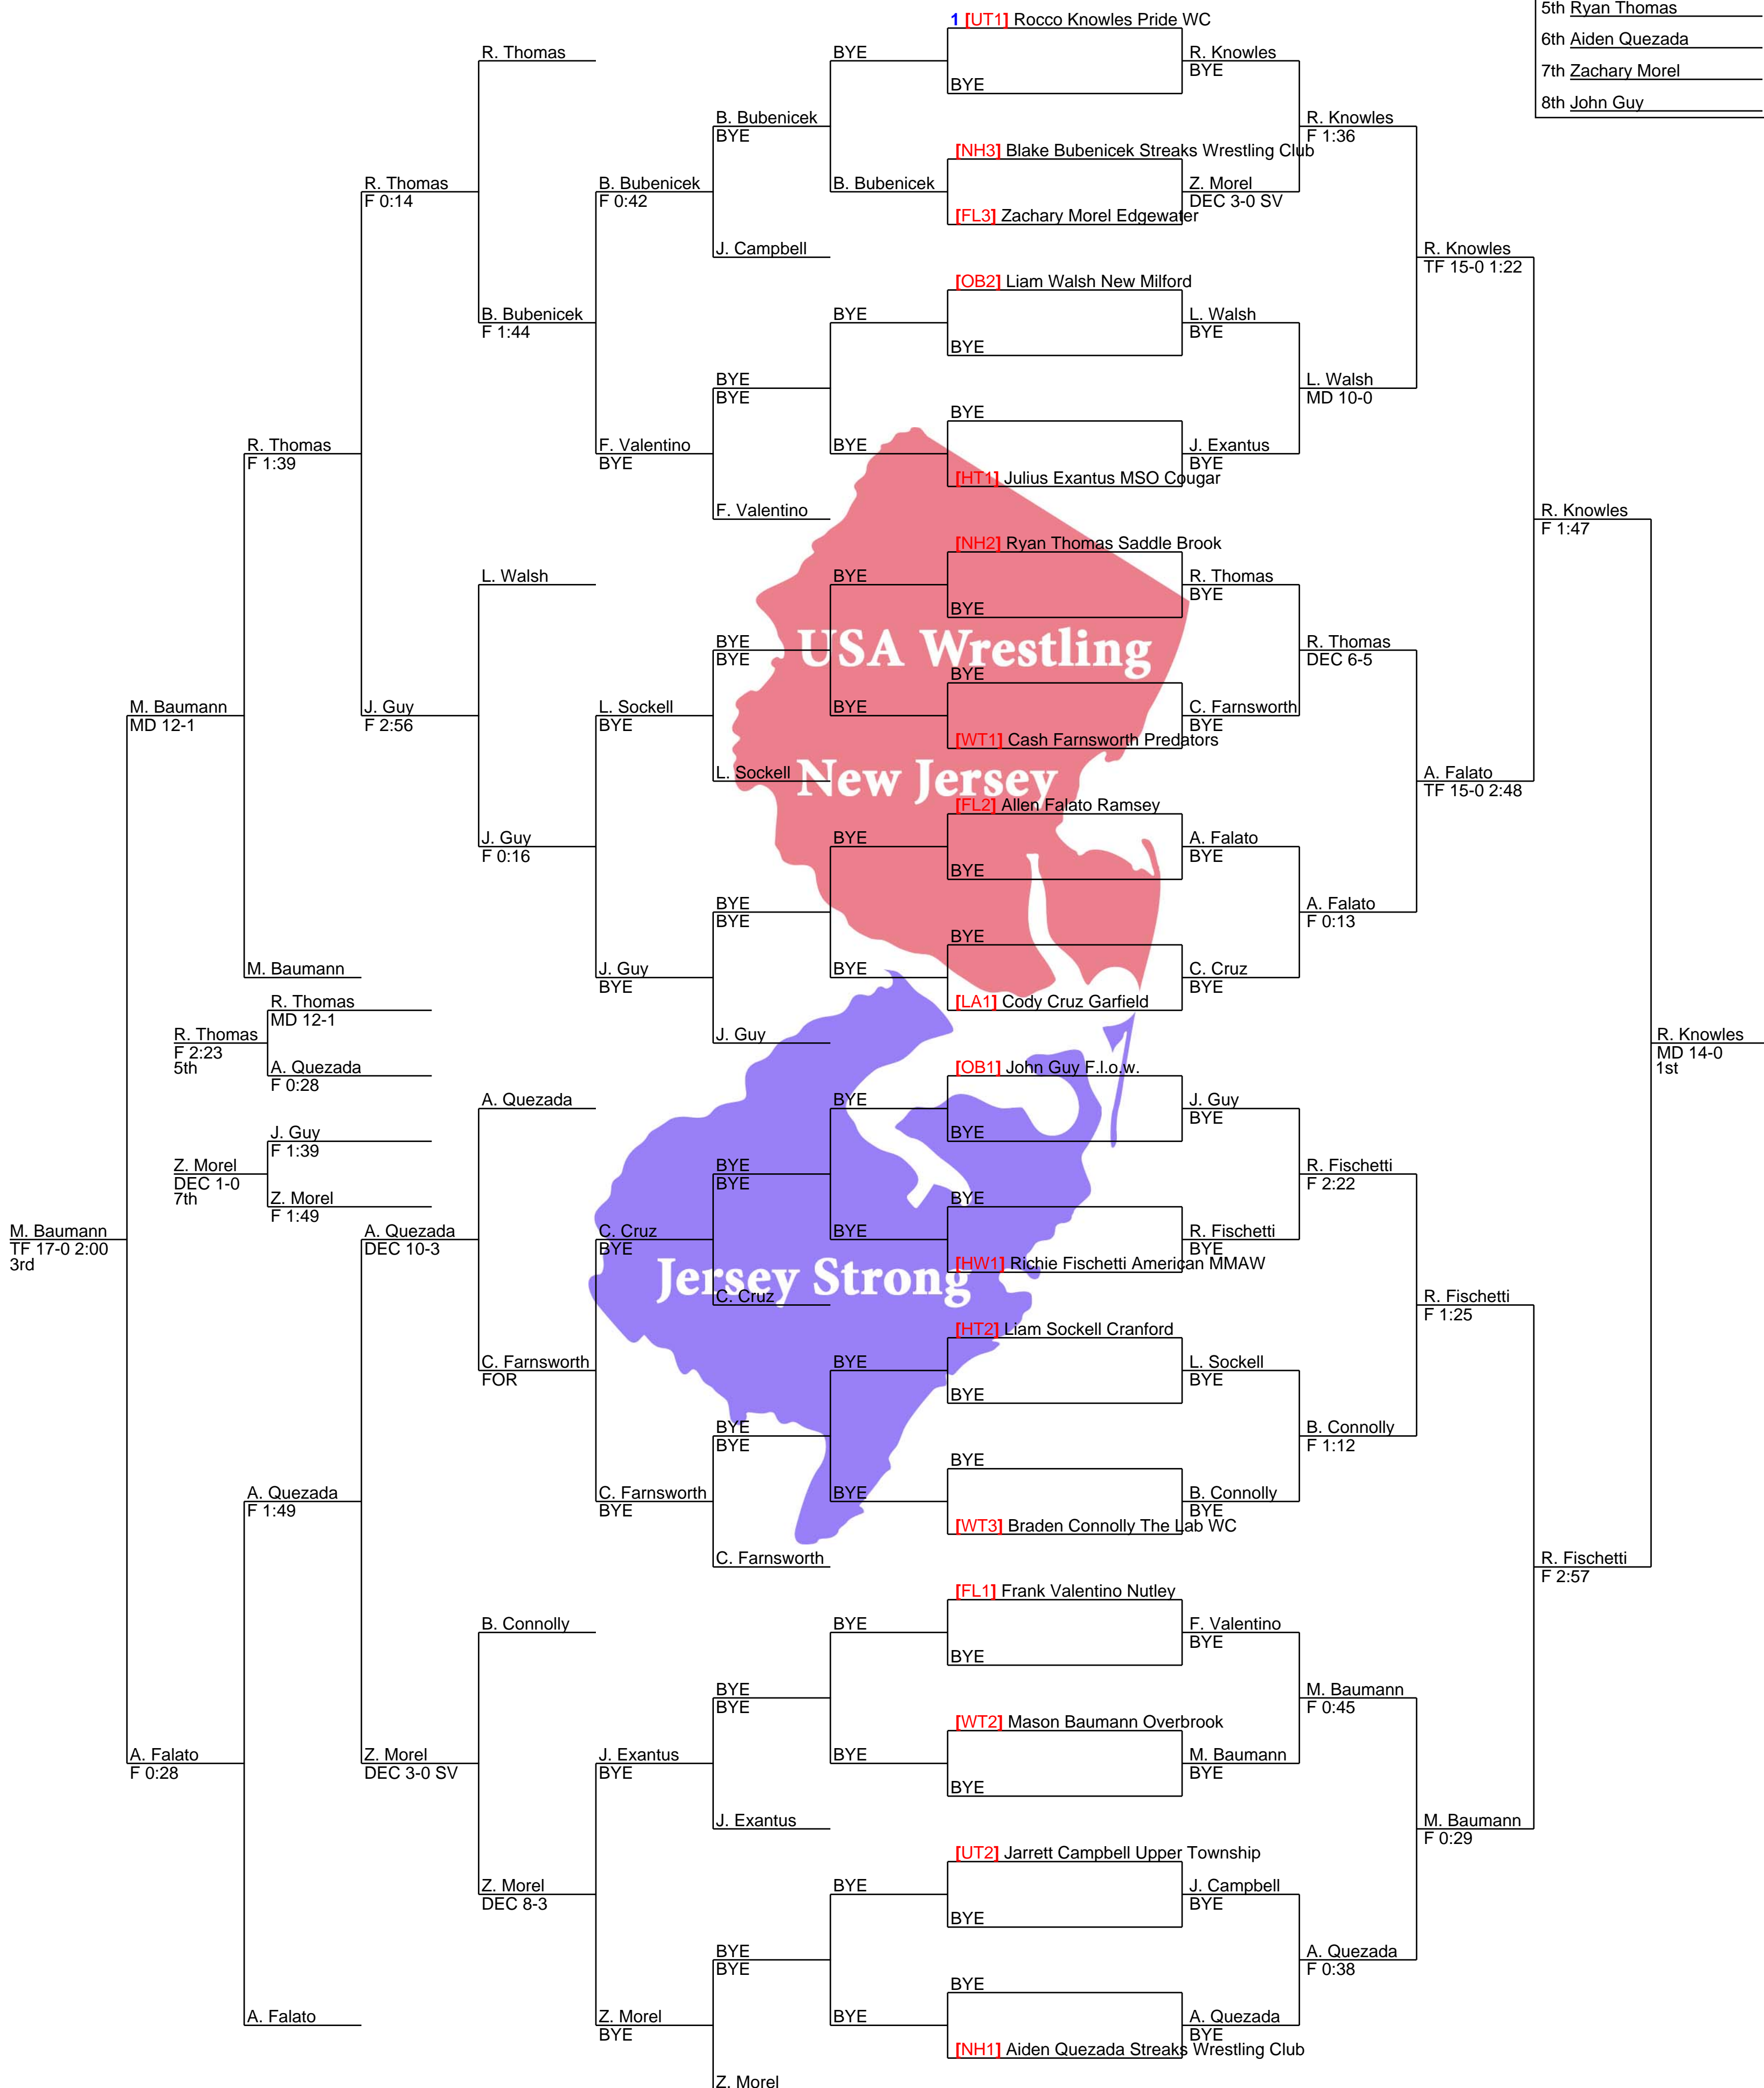 1 [UT1] Rocco Knowles Pride WC
5th Ryan Thomas
R. Thomas
BYE
R. Knowles
BYE
6th Aiden Quezada
BYE
7th Zachary Morel
8th John Guy
B. Bubenicek
BYE
R. Knowles
F 1:36
[NH3] Blake Bubenicek Streaks Wrestling Club
R. Thomas
F 0:14
B. Bubenicek
F 0:42
B. Bubenicek
Z. Morel
DEC 3-0 SV
[FL3] Zachary Morel Edgewater
J. Campbell
R. Knowles
TF 15-0 1:22
[OB2] Liam Walsh New Milford
B. Bubenicek
F 1:44
BYE
L. Walsh
BYE
BYE
BYE
BYE
L. Walsh
MD 10-0
BYE
R. Thomas
F 1:39
F. Valentino
BYE
BYE
J. Exantus
BYE
[HT1] Julius Exantus MSO Cougar
F. Valentino
R. Knowles
F 1:47
[NH2] Ryan Thomas Saddle Brook
L. Walsh
BYE
R. Thomas
BYE
BYE
BYE
BYE
USA Wrestling
R. Thomas
DEC 6-5
BYE
M. Baumann
MD 12-1
J. Guy
F 2:56
L. Sockell
BYE
BYE
C. Farnsworth
BYE
[WT1] Cash Farnsworth Predators
L. Sockell
New Jersey
A. Falato
TF 15-0 2:48
[FL2] Allen Falato Ramsey
J. Guy
F 0:16
BYE
A. Falato
BYE
BYE
BYE
BYE
A. Falato
F 0:13
BYE
M. Baumann
J. Guy
BYE
BYE
C. Cruz
BYE
[LA1] Cody Cruz Garfield
R. Thomas
MD 12-1
R. Thomas
F 2:23
5th
J. Guy
R. Knowles
MD 14-0
1st
A. Quezada
F 0:28
[OB1] John Guy F.l.o.w.
A. Quezada
BYE
J. Guy
BYE
BYE
J. Guy
F 1:39
Z. Morel
DEC 1-0
7th
BYE
BYE
R. Fischetti
F 2:22
Z. Morel
F 1:49
BYE
M. Baumann
TF 17-0 2:00
3rd
A. Quezada
DEC 10-3
C. Cruz
BYE
BYE
R. Fischetti
BYE
[HW1] Richie Fischetti American MMAW
Jersey Strong
C. Cruz
R. Fischetti
F 1:25
[HT2] Liam Sockell Cranford
C. Farnsworth
FOR
BYE
L. Sockell
BYE
BYE
BYE
BYE
B. Connolly
F 1:12
BYE
A. Quezada
F 1:49
C. Farnsworth
BYE
BYE
B. Connolly
BYE
[WT3] Braden Connolly The Lab WC
C. Farnsworth
R. Fischetti
F 2:57
[FL1] Frank Valentino Nutley
B. Connolly
BYE
F. Valentino
BYE
BYE
BYE
BYE
M. Baumann
F 0:45
[WT2] Mason Baumann Overbrook
A. Falato
F 0:28
Z. Morel
DEC 3-0 SV
J. Exantus
BYE
BYE
M. Baumann
BYE
BYE
J. Exantus
M. Baumann
F 0:29
[UT2] Jarrett Campbell Upper Township
Z. Morel
DEC 8-3
BYE
J. Campbell
BYE
BYE
BYE
BYE
A. Quezada
F 0:38
BYE
A. Falato
Z. Morel
BYE
BYE
A. Quezada
BYE
[NH1] Aiden Quezada Streaks Wrestling Club
Z. Morel